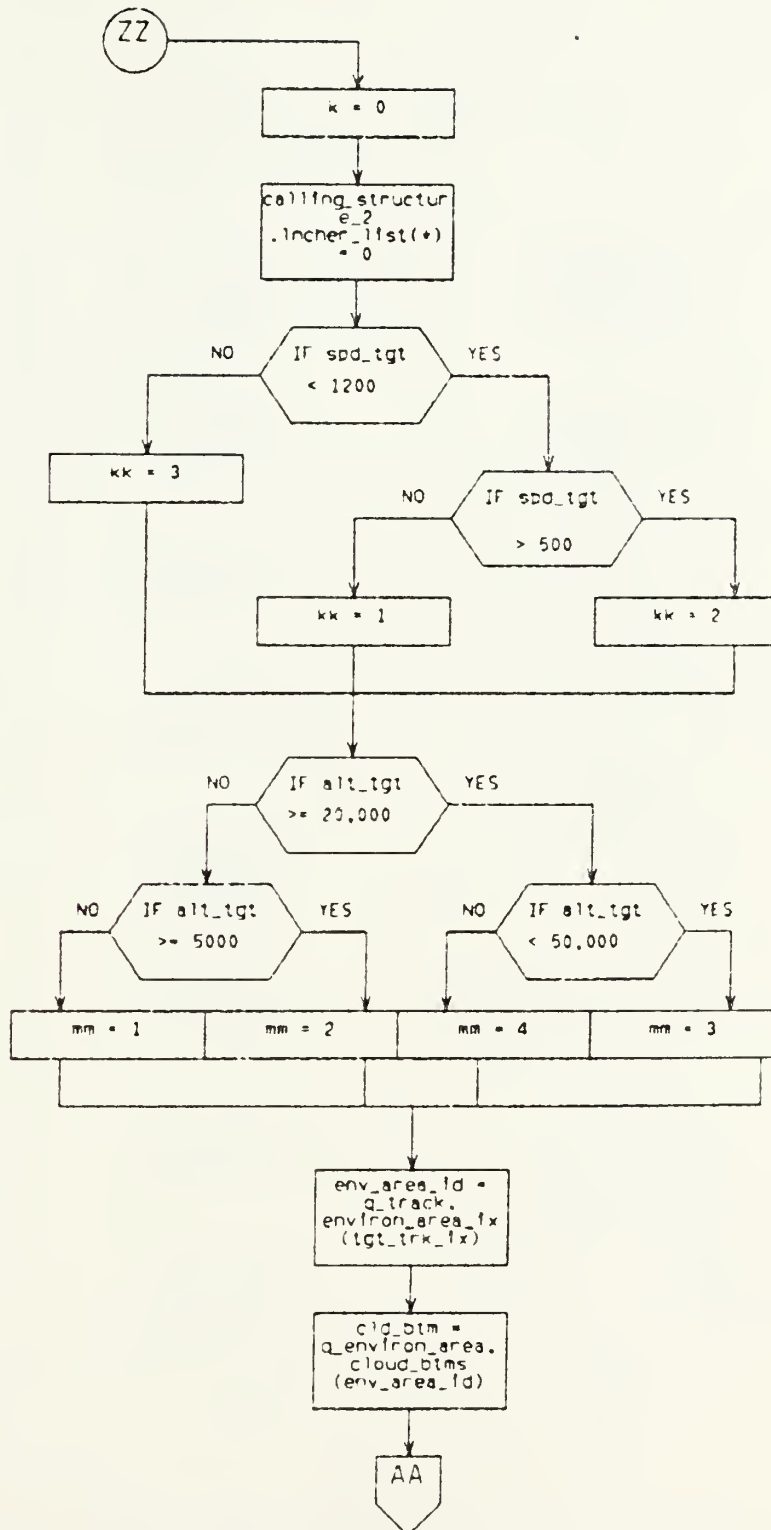 ZZ
k = 0
calling_structur
e_2
.lncher_list(*)
= 0
NO
IF spd_tgt
< 1200
YES
kk = 3
NO
IF spd_tgt
> 500
YES
kk = 1
kk = 2
NO
IF alt_tgt
>= 20,000
YES
NO
IF alt_tgt
>= 5000
YES
NO
IF alt_tgt
< 50,000
YES
mm = 1
mm = 2
mm = 4
mm = 3
env_area_id =
g_track.
environ_area_ix
(tgt_trk_ix)
cld_btm =
g_environ_area.
cloud_btms
(env_area_id)
AA